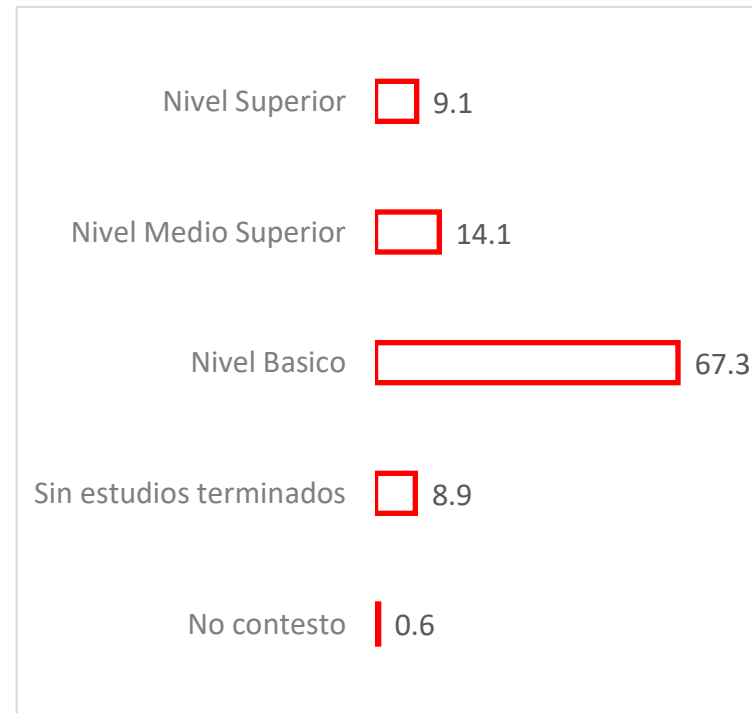 Nivel Superior 9.1
Nivel Medio Superior 14.1
Nivel Basico 67.3
Sin estudios terminados 8.9
No contesto 0.6